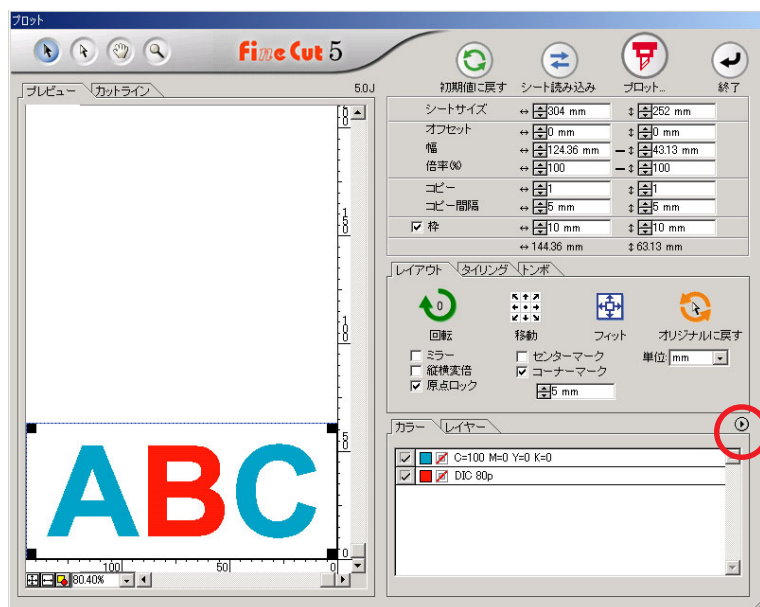 プロット
Fine Cut 5
初期値に戻す シート読み込み プロット... 終了
プレビュー カットライン 5.0J
シートサイズ ↔ 304 mm ↕ 252 mm
オフセット ↔ 0 mm ↕ 0 mm
幅 ↔ 124.36 mm ↕ 43.13 mm
倍率(%) ↔ 100 ↕ 100
コピー ↔ 1 ↕ 1
コピー間隔 ↔ 5 mm ↕ 5 mm
枠 ↔ 10 mm ↕ 10 mm
↔ 144.36 mm ↕ 63.13 mm
レイアウト タイリング トンボ
0
回転 移動 フィット オリジナルに戻す
ミラー センターマーク 単位: mm
縦横変倍 コーナーマーク
原点ロック 5 mm
カラー レイヤー
C=100 M=0 Y=0 K=0
DIC 80p
150
100
50
0
ABC
100 50 0
80.40%